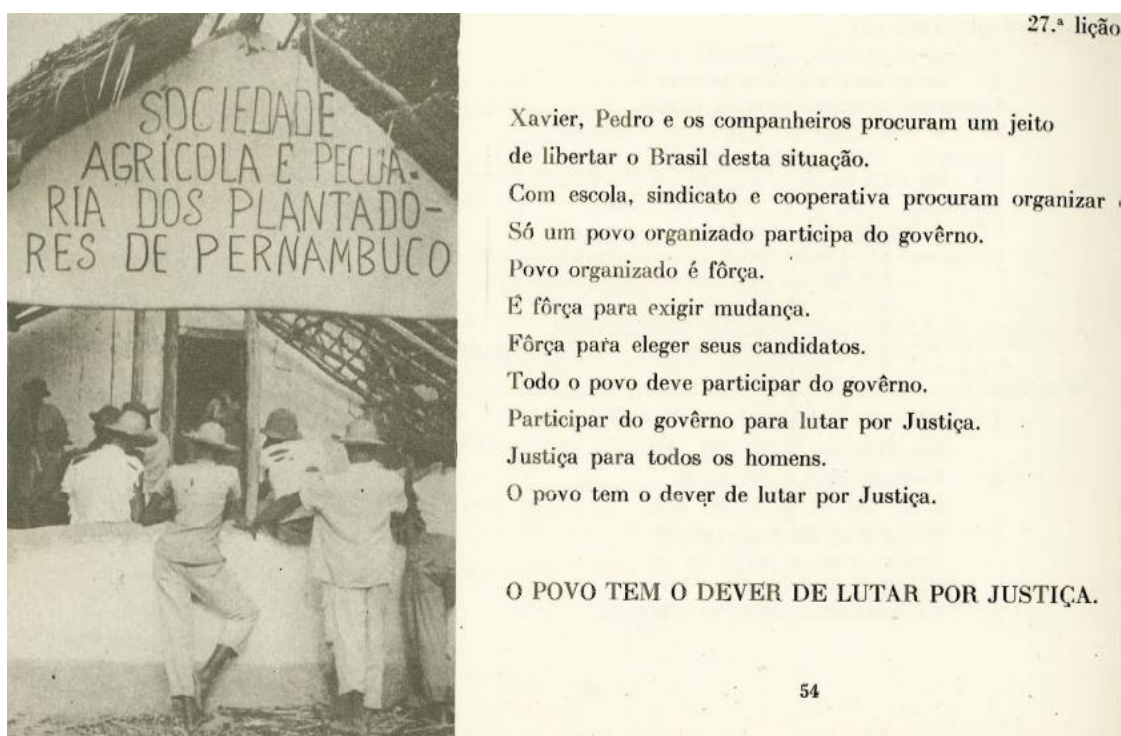 SOCIEDADE
AGRÍCOLA E PECUÁ-
RIA DOS PLANTADO-
RES DE PERNAMBUCO
27.ª lição
Xavier, Pedro e os companheiros procuram um jeito
de libertar o Brasil desta situação.
Com escola, sindicato e cooperativa procuram organizar
Só um povo organizado participa do govêrno.
Povo organizado é fôrça.
É fôrça para exigir mudança.
Fôrça para eleger seus candidatos.
Todo o povo deve participar do govêrno.
Participar do govêrno para lutar por Justiça.
Justiça para todos os homens.
O povo tem o dever de lutar por Justiça.
O POVO TEM O DEVER DE LUTAR POR JUSTIÇA.
54